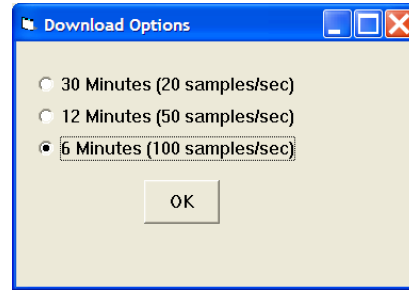 Download Options
30 Minutes (20 samples/sec)
12 Minutes (50 samples/sec)
6 Minutes (100 samples/sec)
OK